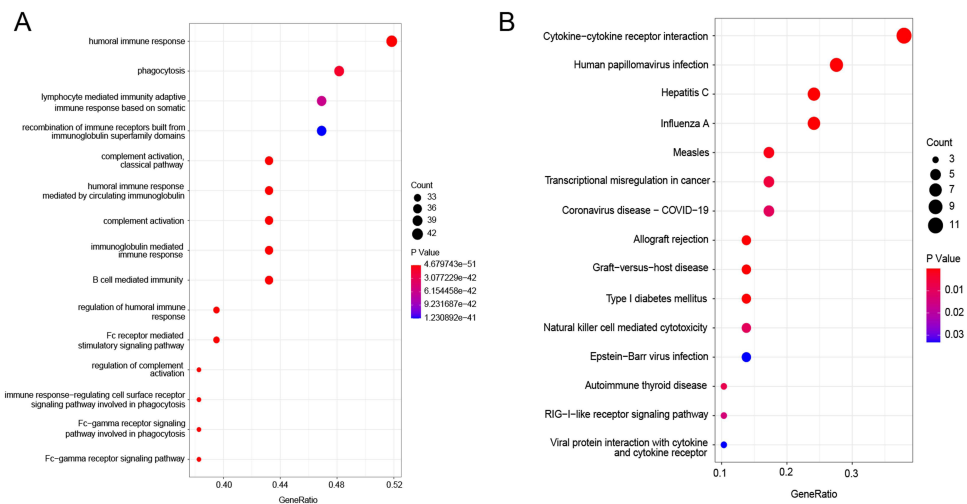 A
humoral immune response
phagocytosis
lymphocyte mediated immunity adaptive
immune response based on somatic
recombination of immune receptors built from
immunoglobulin superfamily domains
complement activation,
classical pathway
humoral immune response
mediated by circulating immunoglobulin
complement activation
immunoglobulin mediated
immune response
B cell mediated immunity
regulation of humoral immune
response
Fc receptor mediated
stimulatory signaling pathway
regulation of complement
activation
immune response-regulating cell surface receptor
signaling pathway involved in phagocytosis
Fc-gamma receptor signaling
pathway involved in phagocytosis
Fc-gamma receptor signaling pathway
0.40 0.44 0.48 0.52
GeneRatio
Count
33
36
39
42
P Value
4.679743e-51
3.077229e-42
6.154458e-42
9.231687e-42
1.230892e-41
B
Cytokine-cytokine receptor interaction
Human papillomavirus infection
Hepatitis C
Influenza A
Measles
Transcriptional misregulation in cancer
Coronavirus disease - COVID-19
Allograft rejection
Graft-versus-host disease
Type I diabetes mellitus
Natural killer cell mediated cytotoxicity
Epstein-Barr virus infection
Autoimmune thyroid disease
RIG-I-like receptor signaling pathway
Viral protein interaction with cytokine
and cytokine receptor
0.1 0.2 0.3
GeneRatio
Count
3
5
7
9
11
P Value
0.01
0.02
0.03